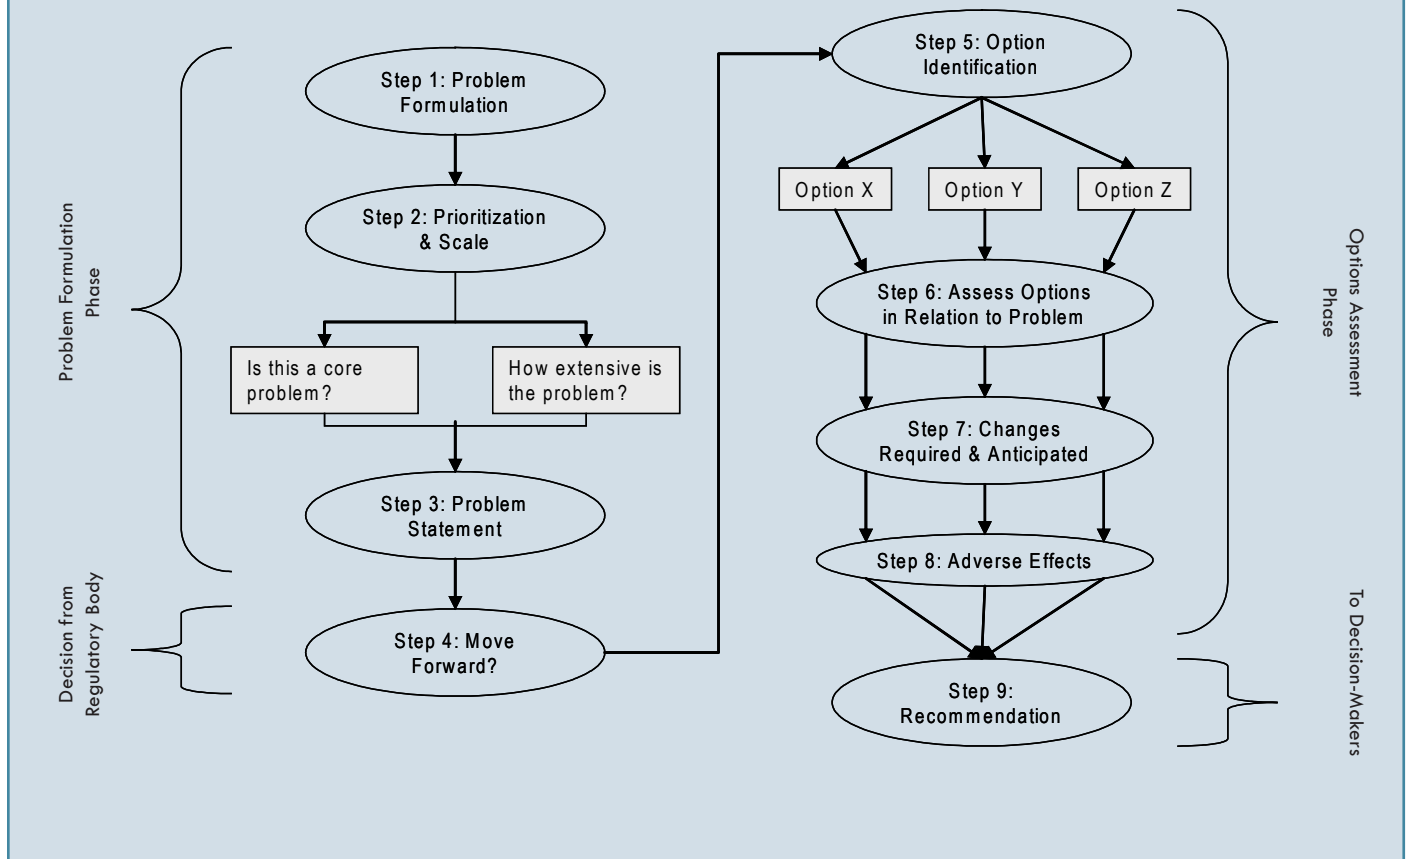 Problem Formulation
Phase
Decision from
Regulatory Body
Step 1: Problem
Formulation
Step 2: Prioritization
& Scale
Is this a core
problem?
How extensive is
the problem?
Step 3: Problem
Statement
Step 4: Move
Forward?
Step 5: Option
Identification
Option X
Option Y
Option Z
Step 6: Assess Options
in Relation to Problem
Step 7: Changes
Required & Anticipated
Step 8: Adverse Effects
Step 9:
Recommendation
Options Assessment
Phase
To Decision-Makers